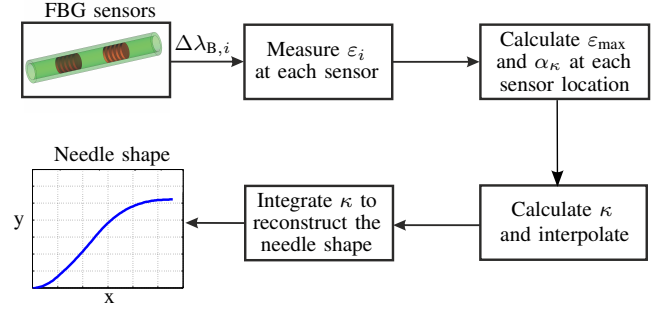 FBG sensors
Δλ_B,i
Measure ε_i
at each sensor
Calculate ε_max
and α_κ at each
sensor location
Calculate κ
and interpolate
Integrate κ to
reconstruct the
needle shape
Needle shape
y
x